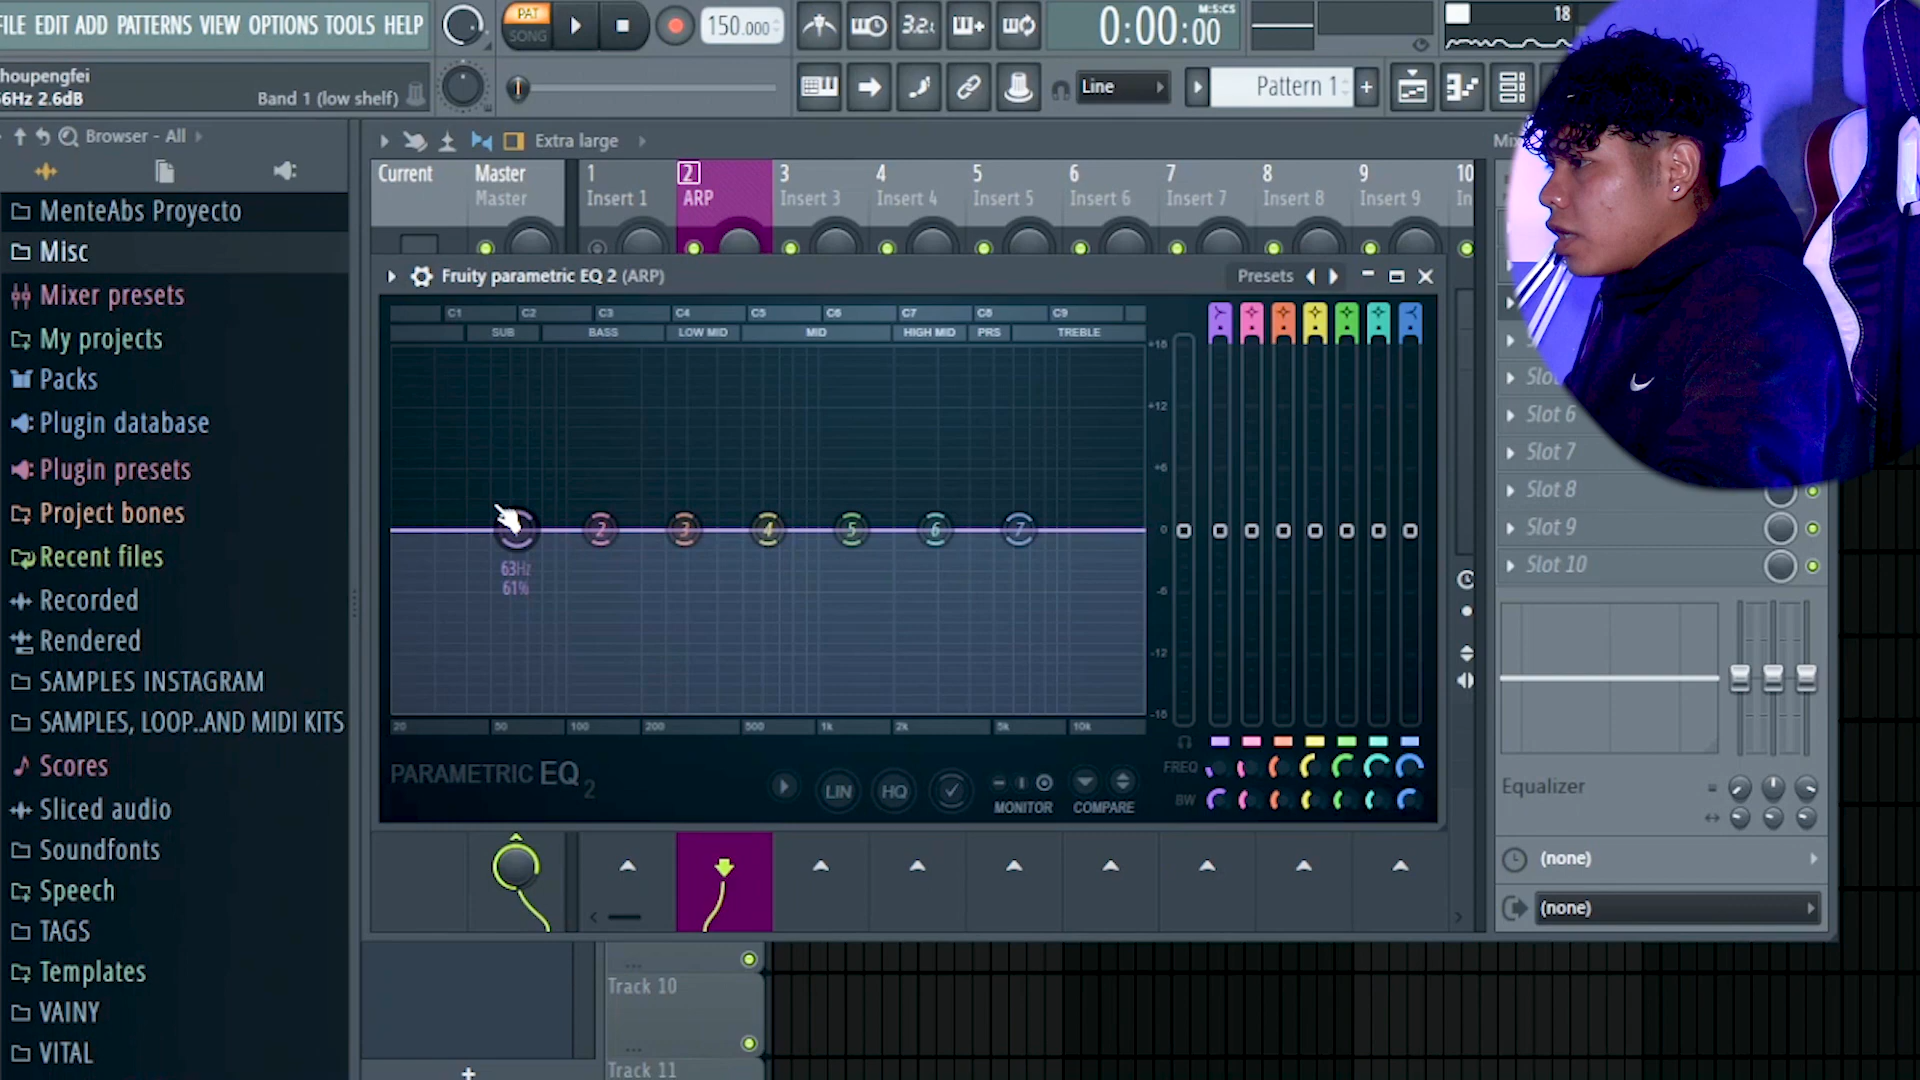 FILE EDIT ADD PATTERNS VIEW OPTIONS TOOLS HELP
PAT
SONG
150.000
3.2.
0:00:00
M:S:CS
18
houpengfei
6Hz 2.6dB
Band 1 (low shelf)
Line
Pattern 1
+
Browser - All
Extra large
MenteAbs Proyecto
Misc
Mixer presets
My projects
Packs
Plugin database
Plugin presets
Project bones
Recent files
Recorded
Rendered
SAMPLES INSTAGRAM
SAMPLES, LOOP..AND MIDI KITS
Scores
Sliced audio
Soundfonts
Speech
TAGS
Templates
VAINY
VITAL
Current Master 1 2 3 4 5 6 7 8 9 10
Master Insert 1 ARP Insert 3 Insert 4 Insert 5 Insert 6 Insert 7 Insert 8 Insert 9 In
Fruity parametric EQ 2 (ARP)
Presets
C1 C2 C3 C4 C5 C6 C7 C8 C9
SUB BASS LOW MID MID HIGH MID PRS TREBLE
+18
+12
+6
0
-6
-12
-18
2 3 4 5 6 7
63Hz
61%
20 50 100 200 500 1k 2k 5k 10k
PARAMETRIC EQ 2
LIN HQ
MONITOR COMPARE
FREQ
BW
Slot 6
Slot 7
Slot 8
Slot 9
Slot 10
Equalizer
(none)
(none)
Track 10
Track 11